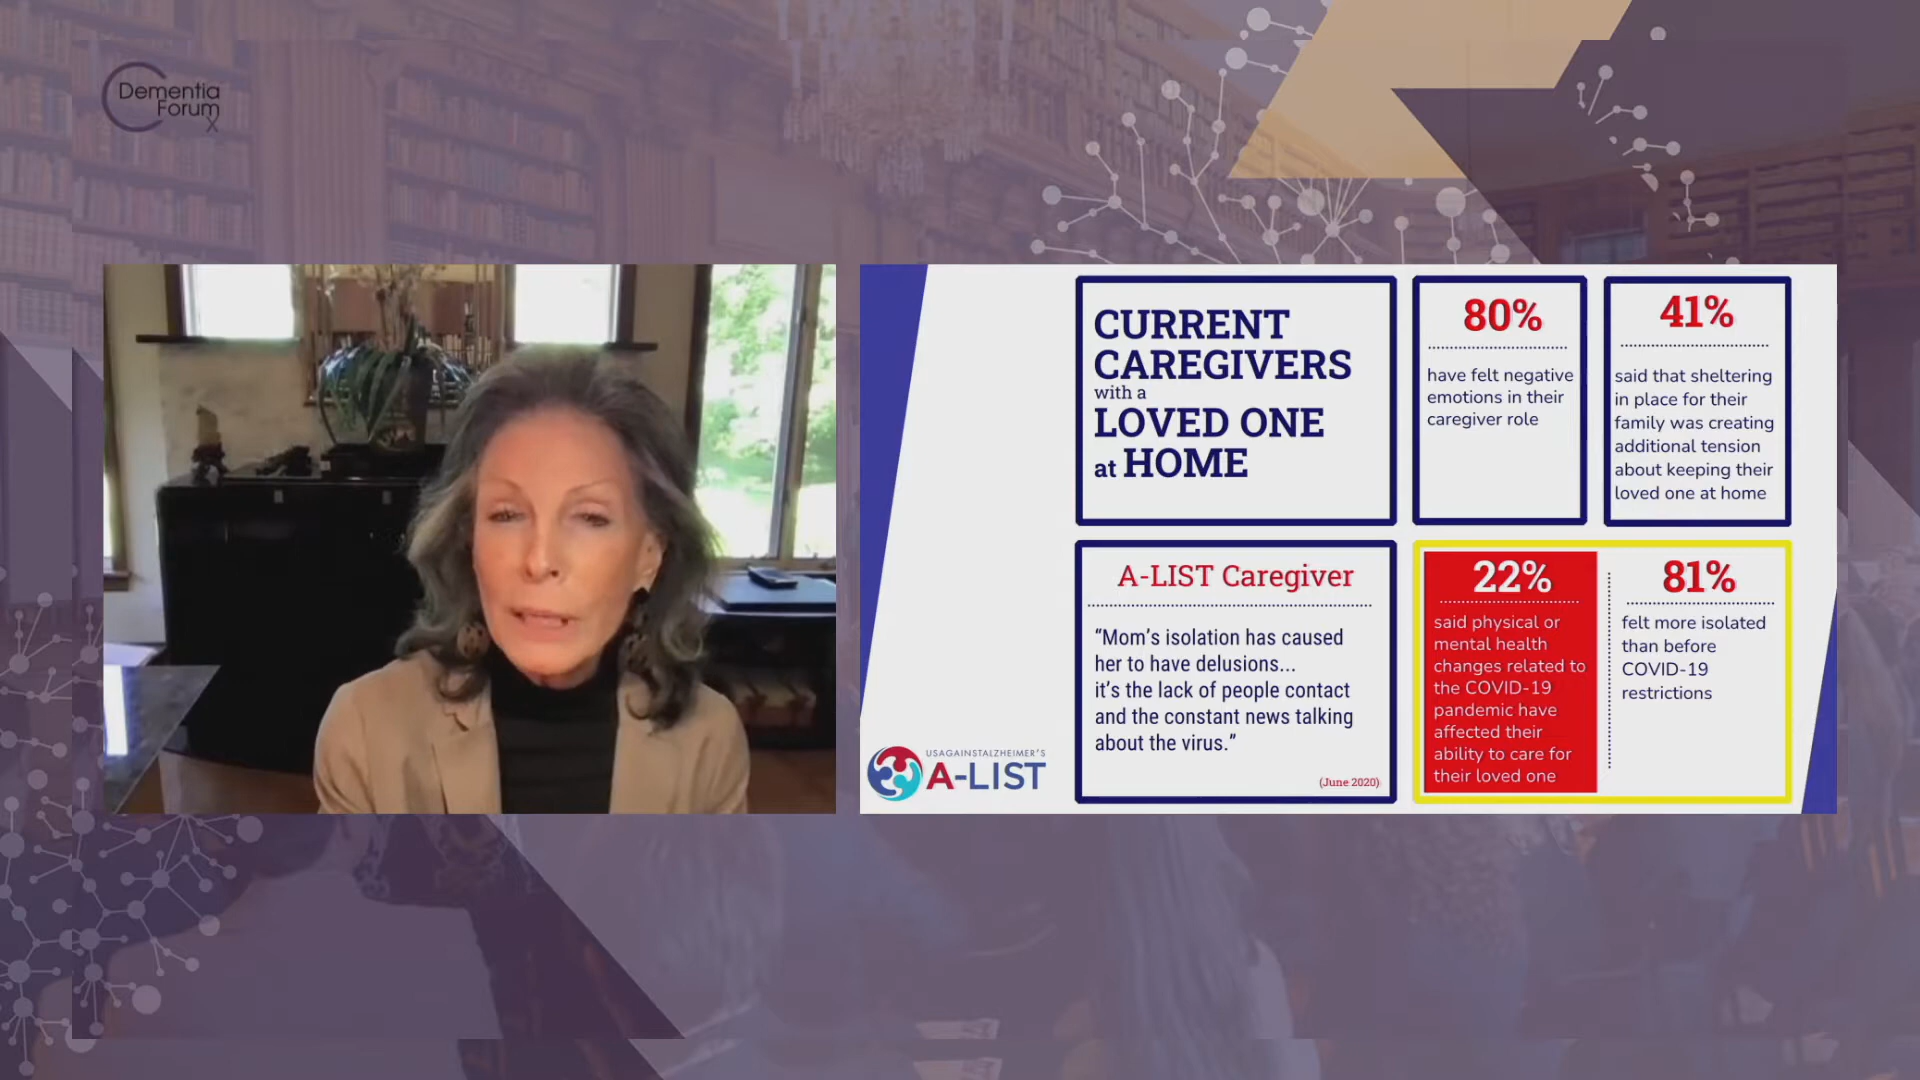 Dementia
Forum
X
CURRENT
CAREGIVERS
with a
LOVED ONE
at HOME
80%
have felt negative
emotions in their
caregiver role
41%
said that sheltering
in place for their
family was creating
additional tension
about keeping their
loved one at home
A-LIST Caregiver
“Mom’s isolation has caused
her to have delusions...
it’s the lack of people contact
and the constant news talking
about the virus.”
(June 2020)
22%
said physical or
mental health
changes related to
the COVID-19
pandemic have
affected their
ability to care for
their loved one
81%
felt more isolated
than before
COVID-19
restrictions
USAGAINSTALZHEIMER'S
A-LIST